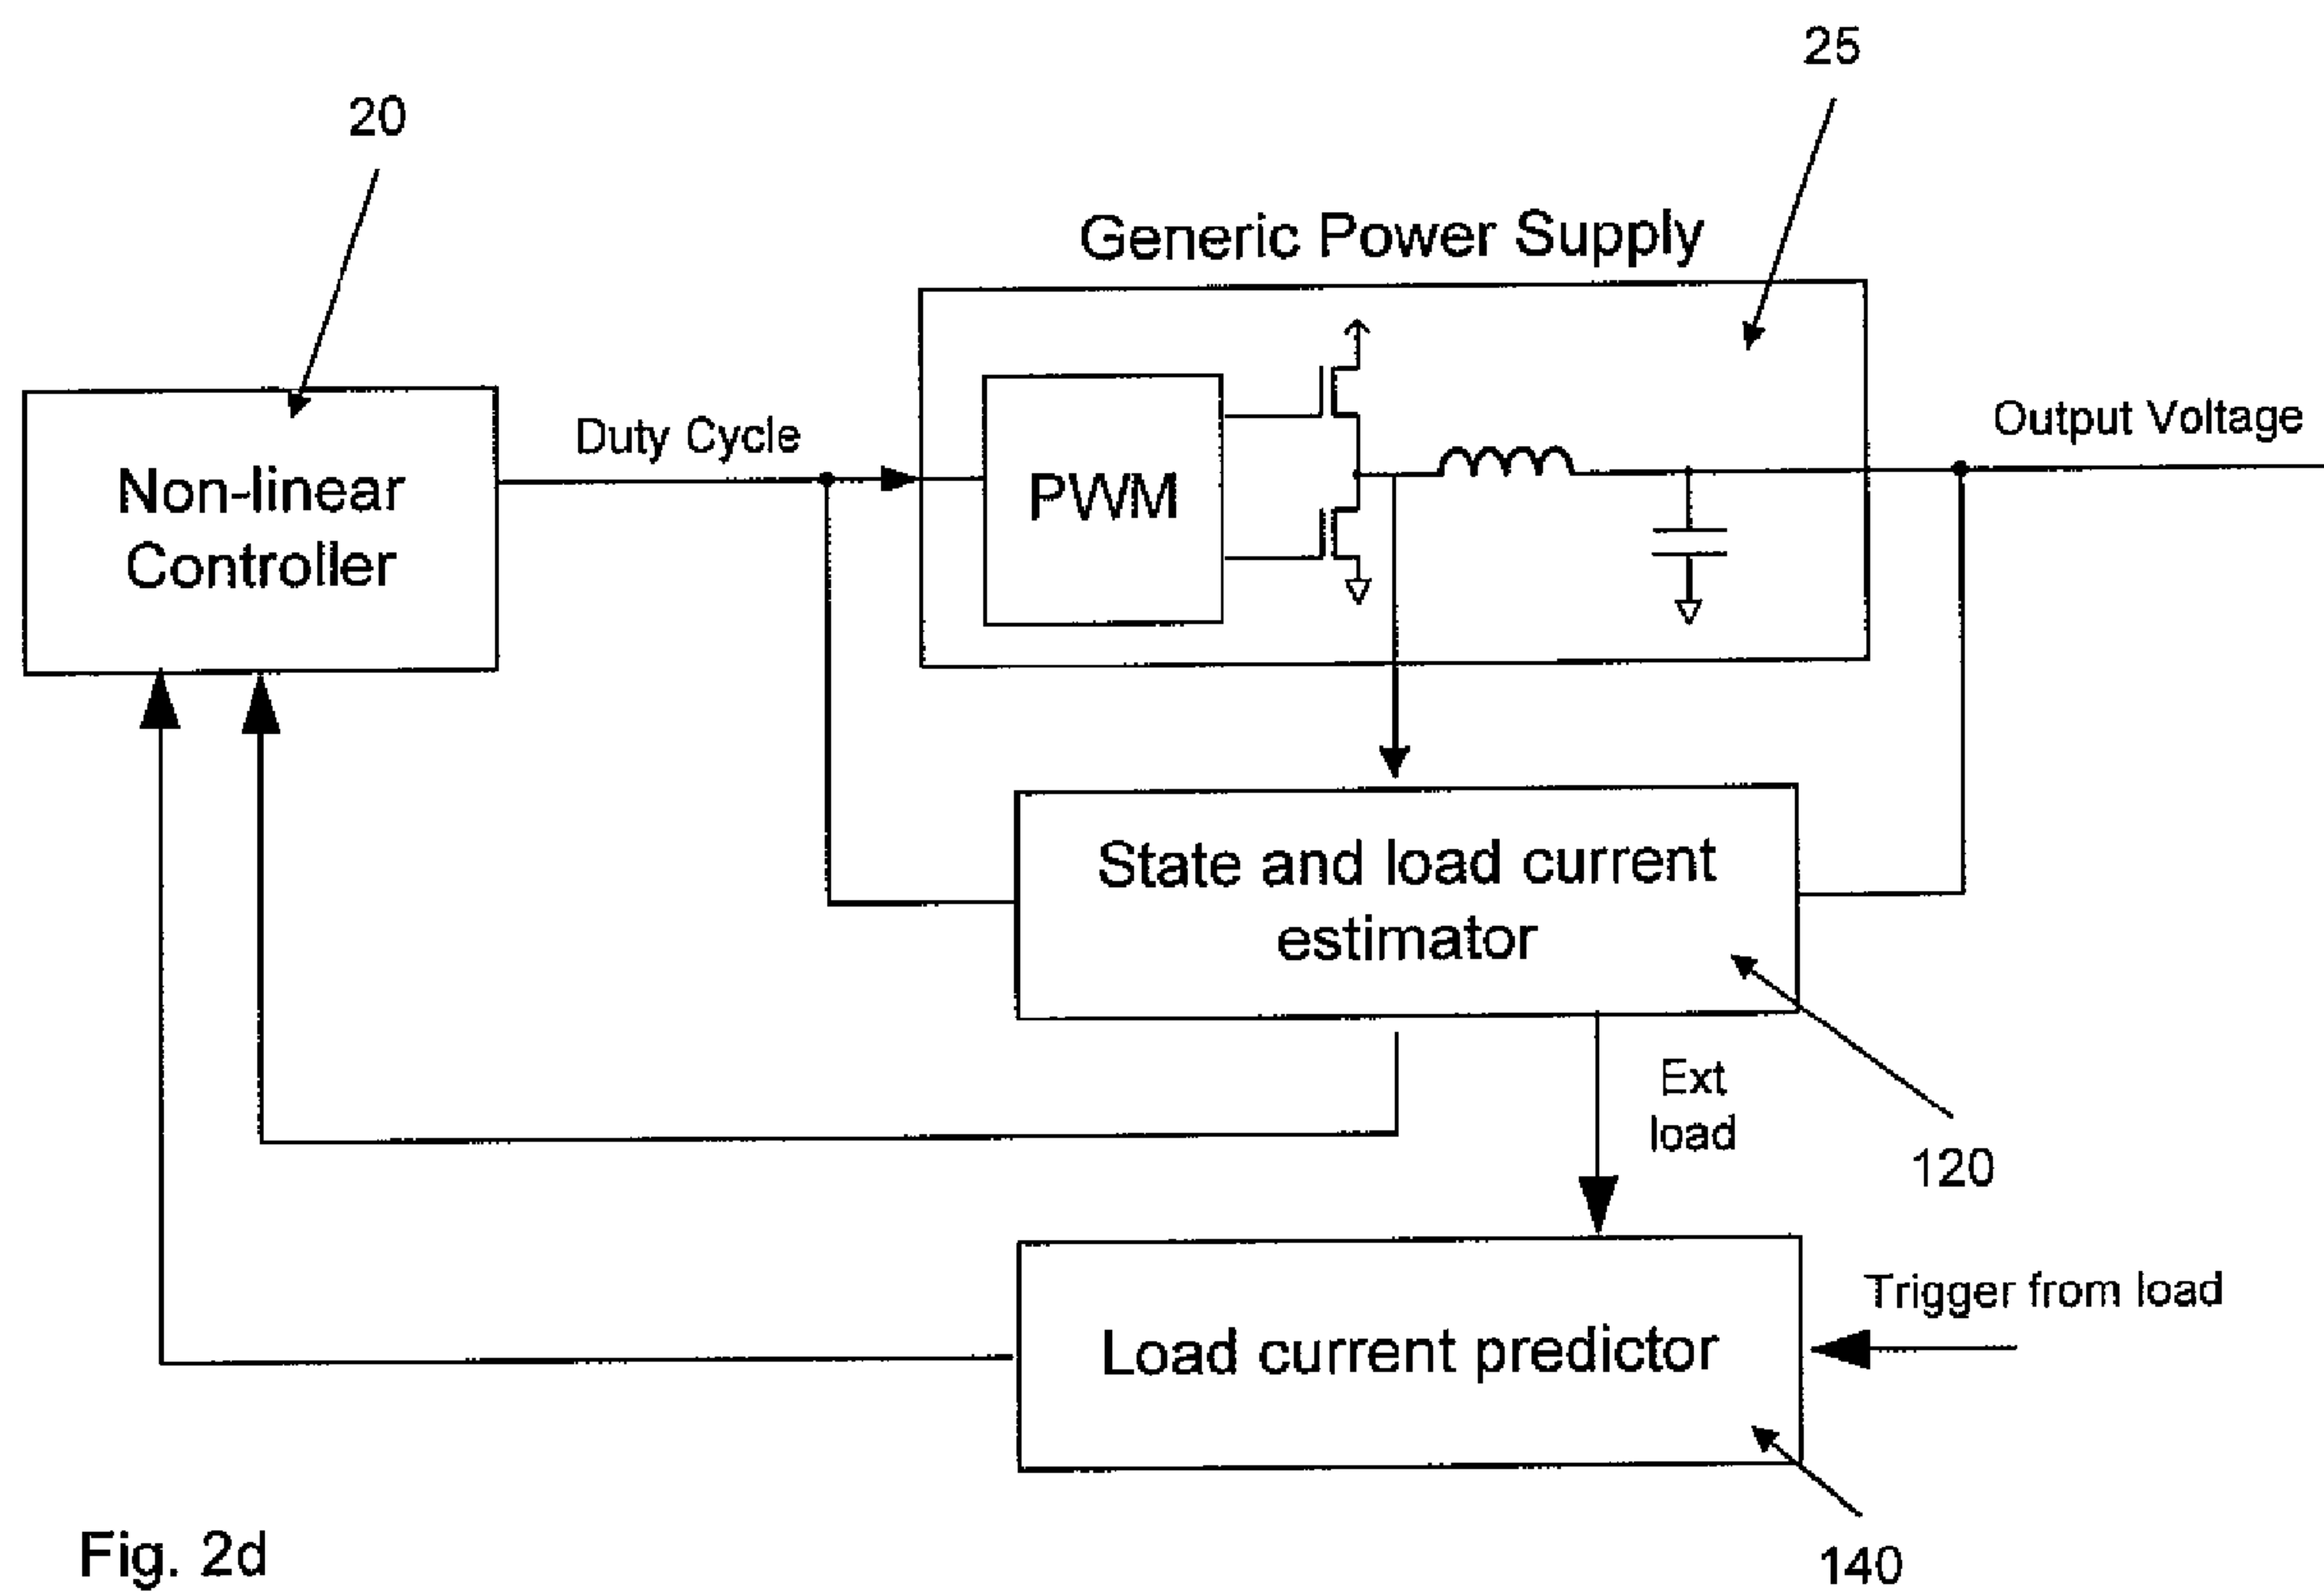 25
20
Generic Power Supply
Duty Cycle
Output Voltage
Non-linear
Controller
PWM
State and load current
estimator
Ext
load
120
Trigger from load
Load current predictor
Fig. 2d
140